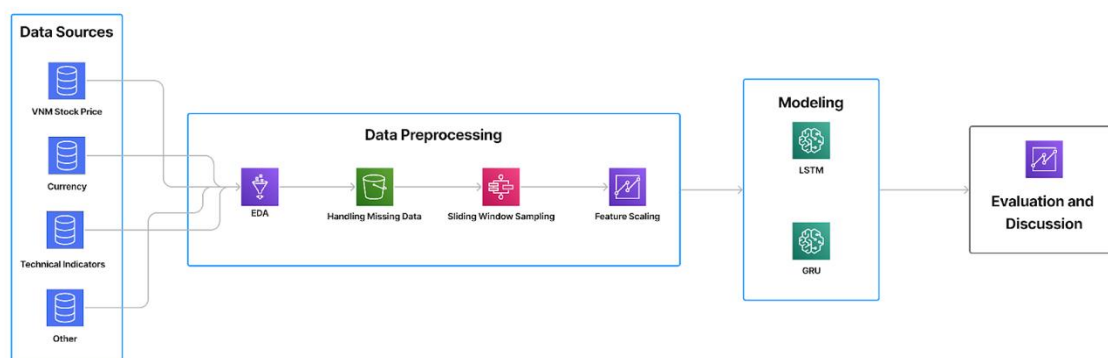 Data Sources
VNM Stock Price
Currency
Technical Indicators
Other
Data Preprocessing
EDA
Handling Missing Data
Sliding Window Sampling
Feature Scaling
Modeling
LSTM
GRU
Evaluation and
Discussion